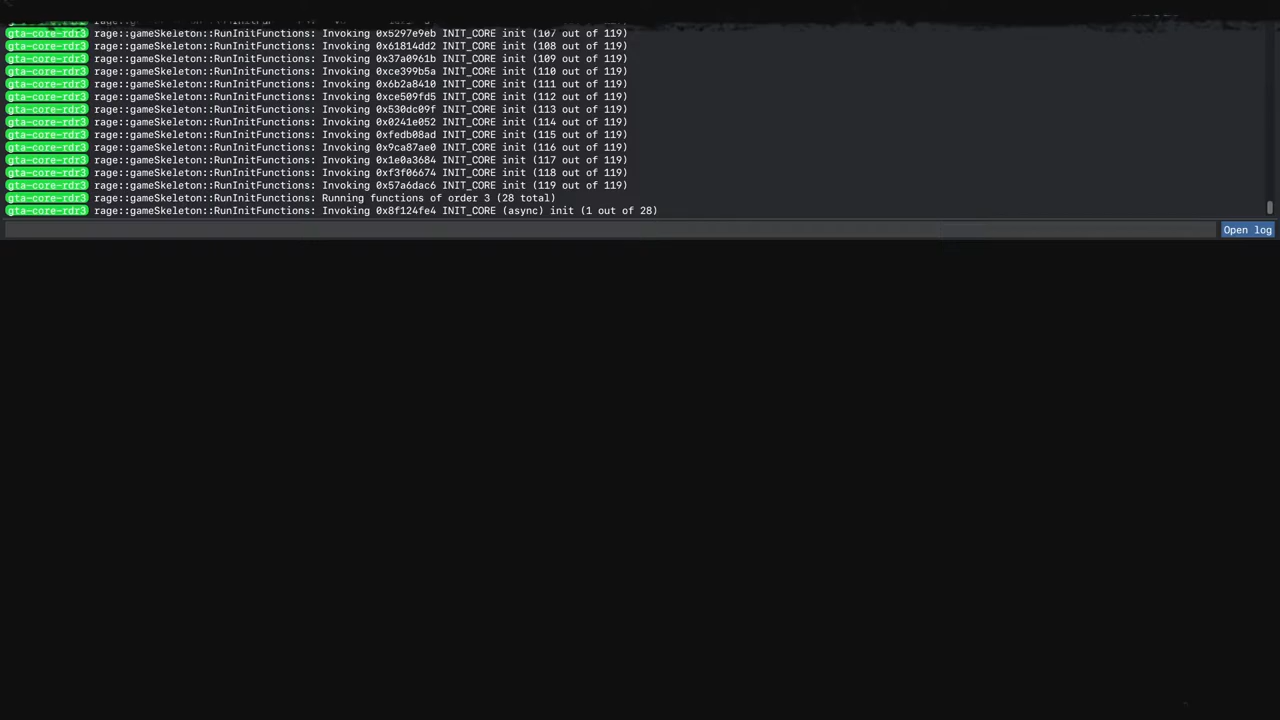 gta-core-rdr3 rage::gameSkeleton::RunInitFunctions: Invoking 0x5297e9eb INIT_CORE init (107 out of 119)
gta-core-rdr3 rage::gameSkeleton::RunInitFunctions: Invoking 0x61814dd2 INIT_CORE init (108 out of 119)
gta-core-rdr3 rage::gameSkeleton::RunInitFunctions: Invoking 0x37a0961b INIT_CORE init (109 out of 119)
gta-core-rdr3 rage::gameSkeleton::RunInitFunctions: Invoking 0xce399b5a INIT_CORE init (110 out of 119)
gta-core-rdr3 rage::gameSkeleton::RunInitFunctions: Invoking 0x6b2a8410 INIT_CORE init (111 out of 119)
gta-core-rdr3 rage::gameSkeleton::RunInitFunctions: Invoking 0xce509fd5 INIT_CORE init (112 out of 119)
gta-core-rdr3 rage::gameSkeleton::RunInitFunctions: Invoking 0x530dc09f INIT_CORE init (113 out of 119)
gta-core-rdr3 rage::gameSkeleton::RunInitFunctions: Invoking 0x0241e052 INIT_CORE init (114 out of 119)
gta-core-rdr3 rage::gameSkeleton::RunInitFunctions: Invoking 0xfedb08ad INIT_CORE init (115 out of 119)
gta-core-rdr3 rage::gameSkeleton::RunInitFunctions: Invoking 0x9ca87ae0 INIT_CORE init (116 out of 119)
gta-core-rdr3 rage::gameSkeleton::RunInitFunctions: Invoking 0x1e0a3684 INIT_CORE init (117 out of 119)
gta-core-rdr3 rage::gameSkeleton::RunInitFunctions: Invoking 0xf3f06674 INIT_CORE init (118 out of 119)
gta-core-rdr3 rage::gameSkeleton::RunInitFunctions: Invoking 0x57a6dac6 INIT_CORE init (119 out of 119)
gta-core-rdr3 rage::gameSkeleton::RunInitFunctions: Running functions of order 3 (28 total)
gta-core-rdr3 rage::gameSkeleton::RunInitFunctions: Invoking 0x8f124fe4 INIT_CORE (async) init (1 out of 28)
Open log